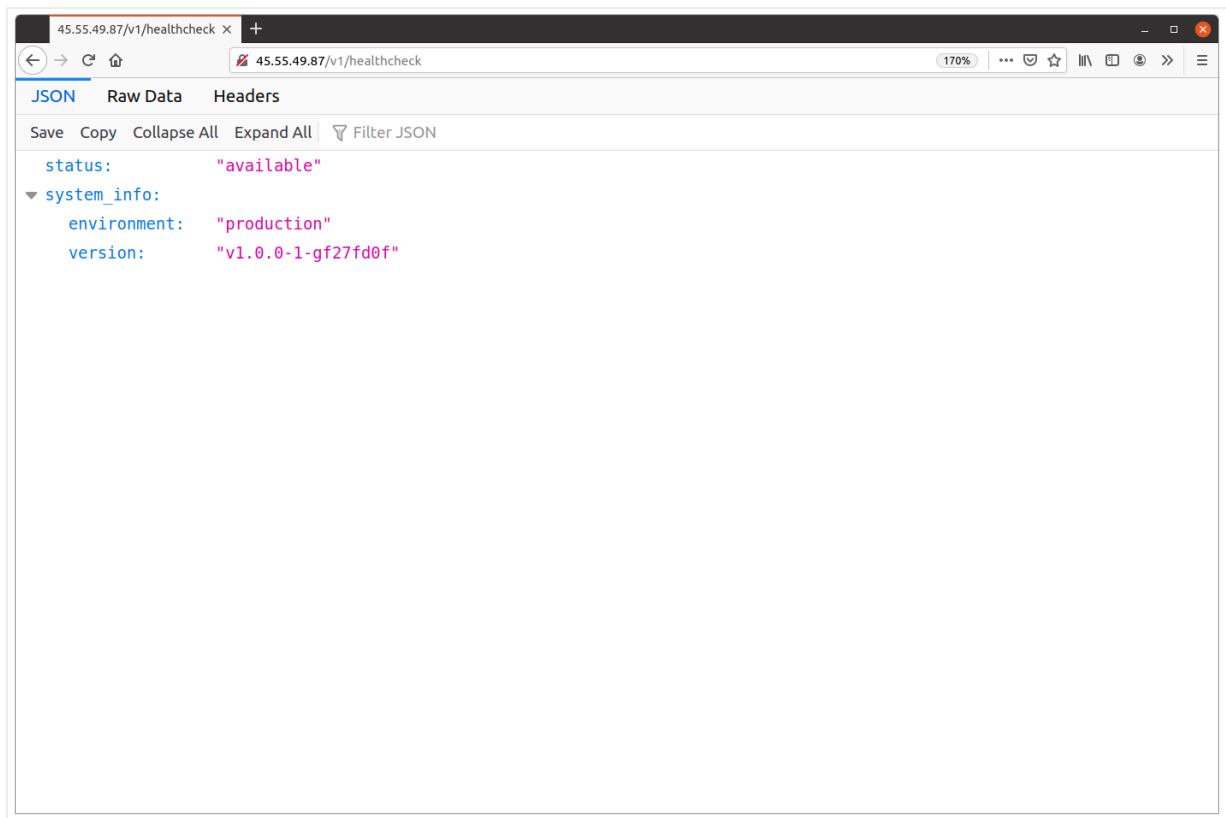 45.55.49.87/v1/healthcheck
45.55.49.87/v1/healthcheck 170%
JSON Raw Data Headers
Save Copy Collapse All Expand All Filter JSON
status: "available"
system_info:
environment: "production"
version: "v1.0.0-1-gf27fd0f"